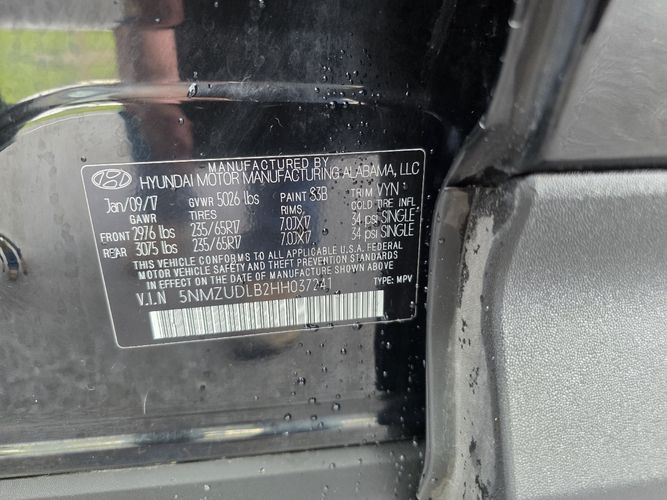 MANUFACTURED BY
HYUNDAI MOTOR MANUFACTURING ALABAMA, LLC
Jan/09/17 GVWR 5026 lbs PAINT S3B TRIM VYN
GAWR TIRES RIMS COLD TIRE INFL
FRONT 2976 lbs 235/65R17 7.0JX17 34 psi SINGLE
REAR 3075 lbs 235/65R17 7.0JX17 34 psi SINGLE
THIS VEHICLE CONFORMS TO ALL APPLICABLE U.S.A. FEDERAL
MOTOR VEHICLE SAFETY AND THEFT PREVENTION STANDARDS
IN EFFECT ON THE DATE OF MANUFACTURE SHOWN ABOVE.
V.I.N 5NMZUDLB2HH037241 TYPE: MPV